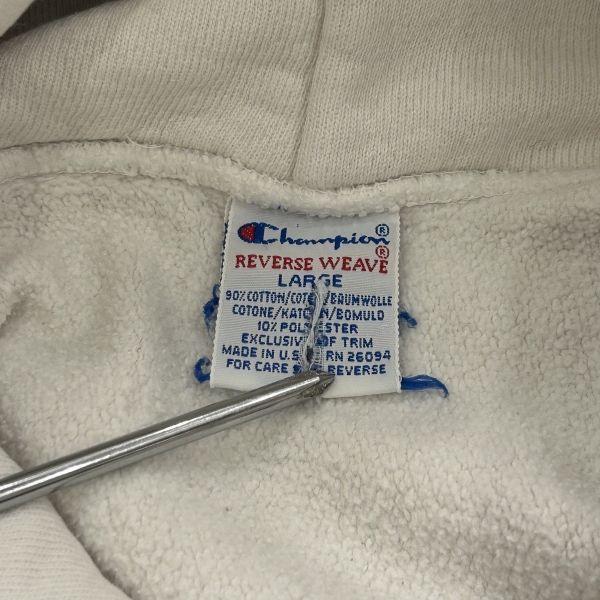 Champion®
REVERSE WEAVE®
LARGE
90% COTTON/COTON/BAUMWOLLE
COTONE/KATOEN/BOMULD
10% POLYESTER
EXCLUSIVE OF TRIM
MADE IN U.S. RN 26094
FOR CARE REVERSE